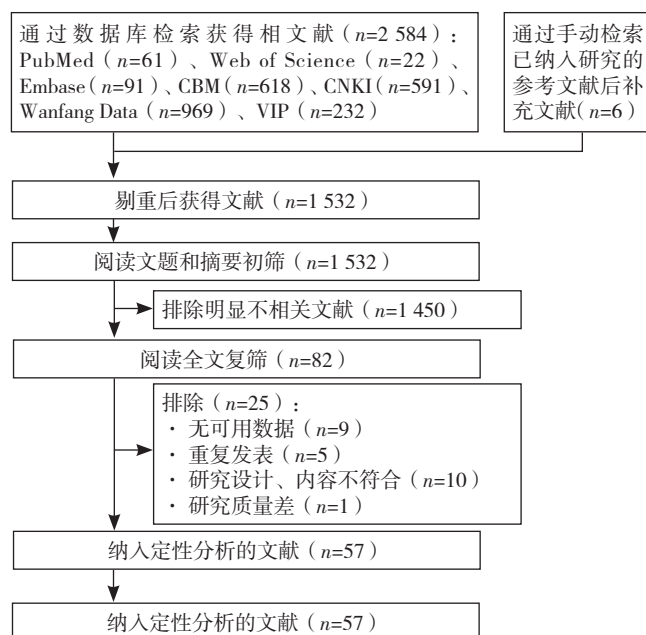 通过数据库检索获得相文献（n=2 584）：
PubMed（n=61）、Web of Science（n=22）、
Embase（n=91）、CBM（n=618）、CNKI（n=591）、
Wanfang Data（n=969）、VIP（n=232）
通过手动检索
已纳入研究的
参考文献后补
充文献（n=6）
剔重后获得文献（n=1 532）
阅读文题和摘要初筛（n=1 532）
排除明显不相关文献（n=1 450）
阅读全文复筛（n=82）
排除（n=25）：
· 无可用数据（n=9）
· 重复发表（n=5）
· 研究设计、内容不符合（n=10）
· 研究质量差（n=1）
纳入定性分析的文献（n=57）
纳入定性分析的文献（n=57）